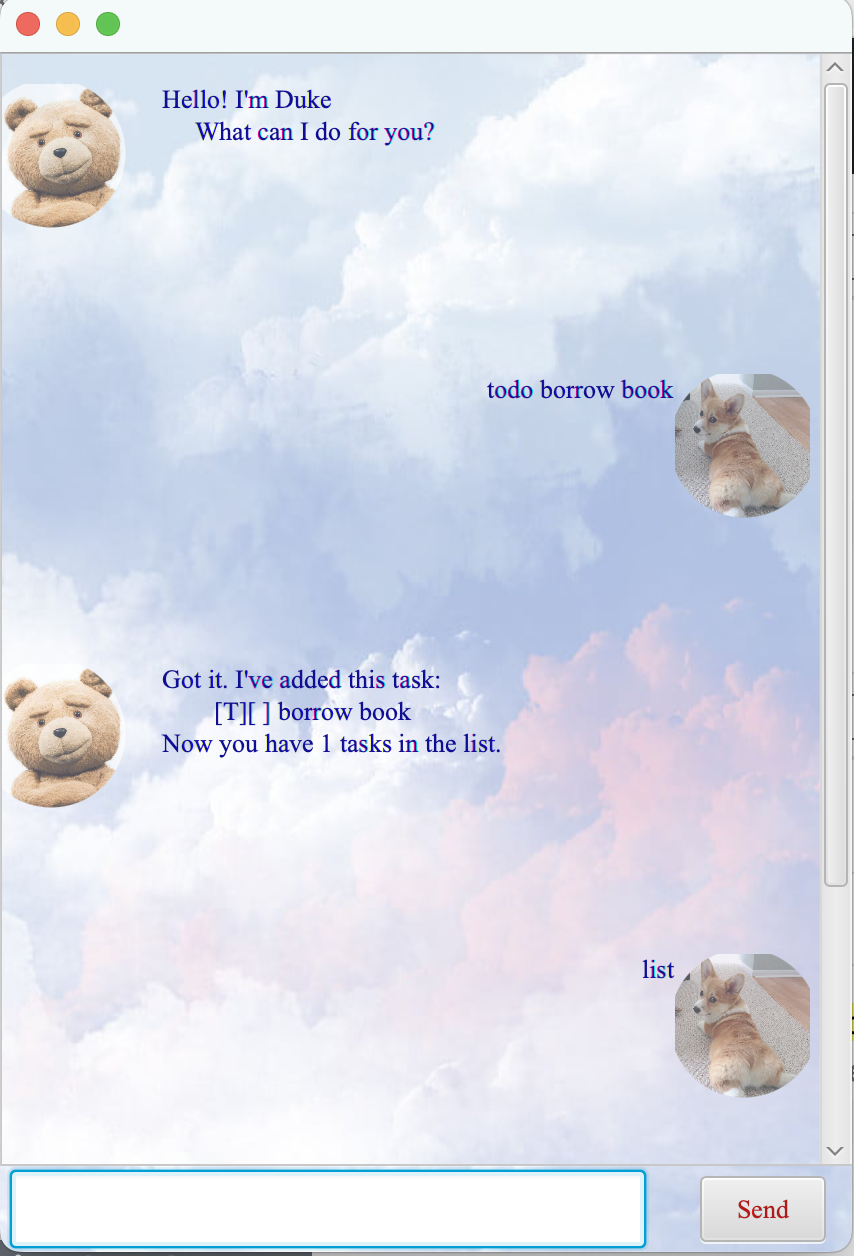 Hello! I'm Duke
What can I do for you?
todo borrow book
Got it. I've added this task:
[T][ ] borrow book
Now you have 1 tasks in the list.
list
Send